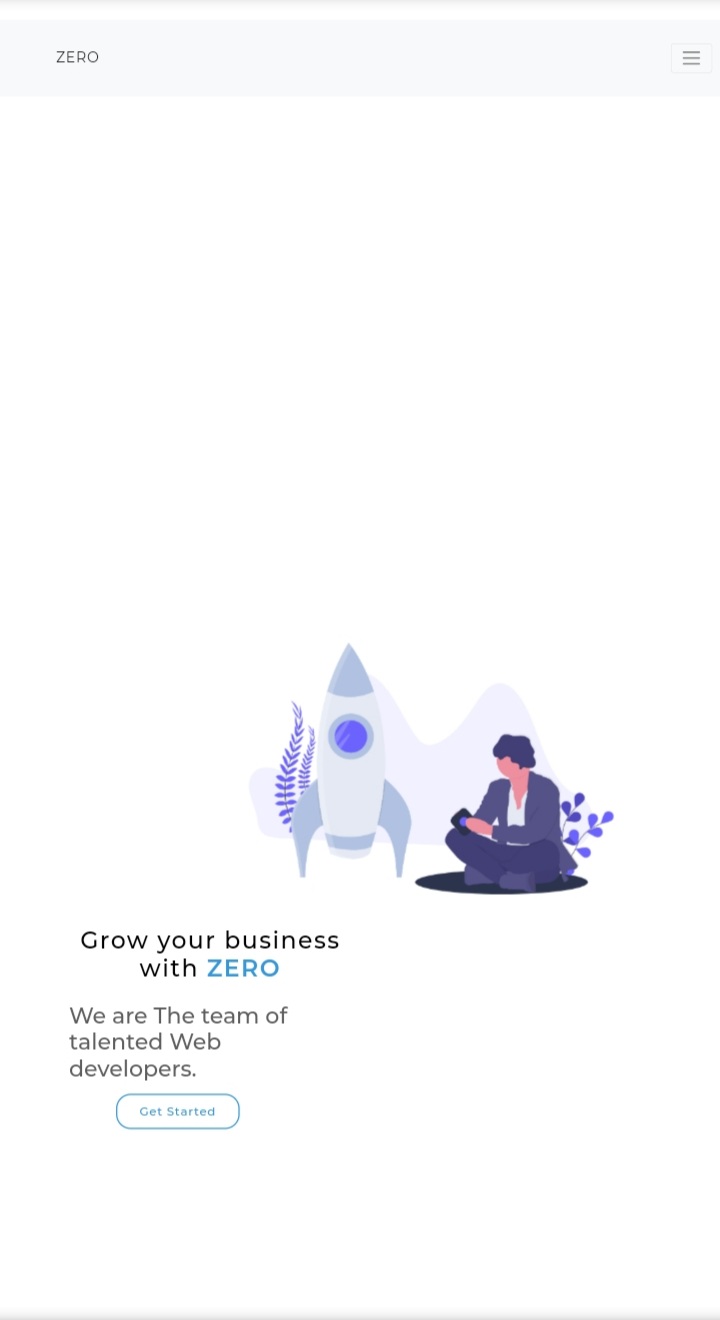 ZERO
Grow your business
with ZERO
We are The team of
talented Web
developers.
Get Started